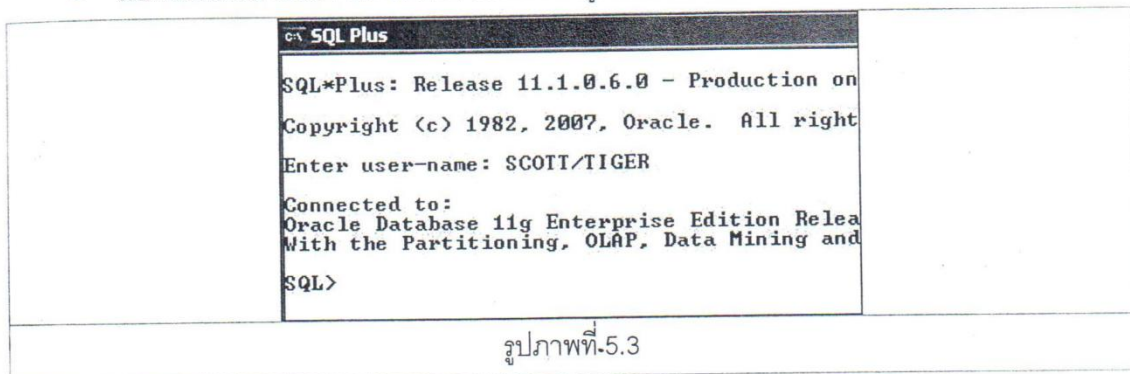 SQL Plus
SQL*Plus: Release 11.1.0.6.0 - Production on
Copyright (c) 1982, 2007, Oracle.  All right
Enter user-name: SCOTT/TIGER
Connected to:
Oracle Database 11g Enterprise Edition Relea
With the Partitioning, OLAP, Data Mining and
SQL>
รูปภาพที่ 5.3